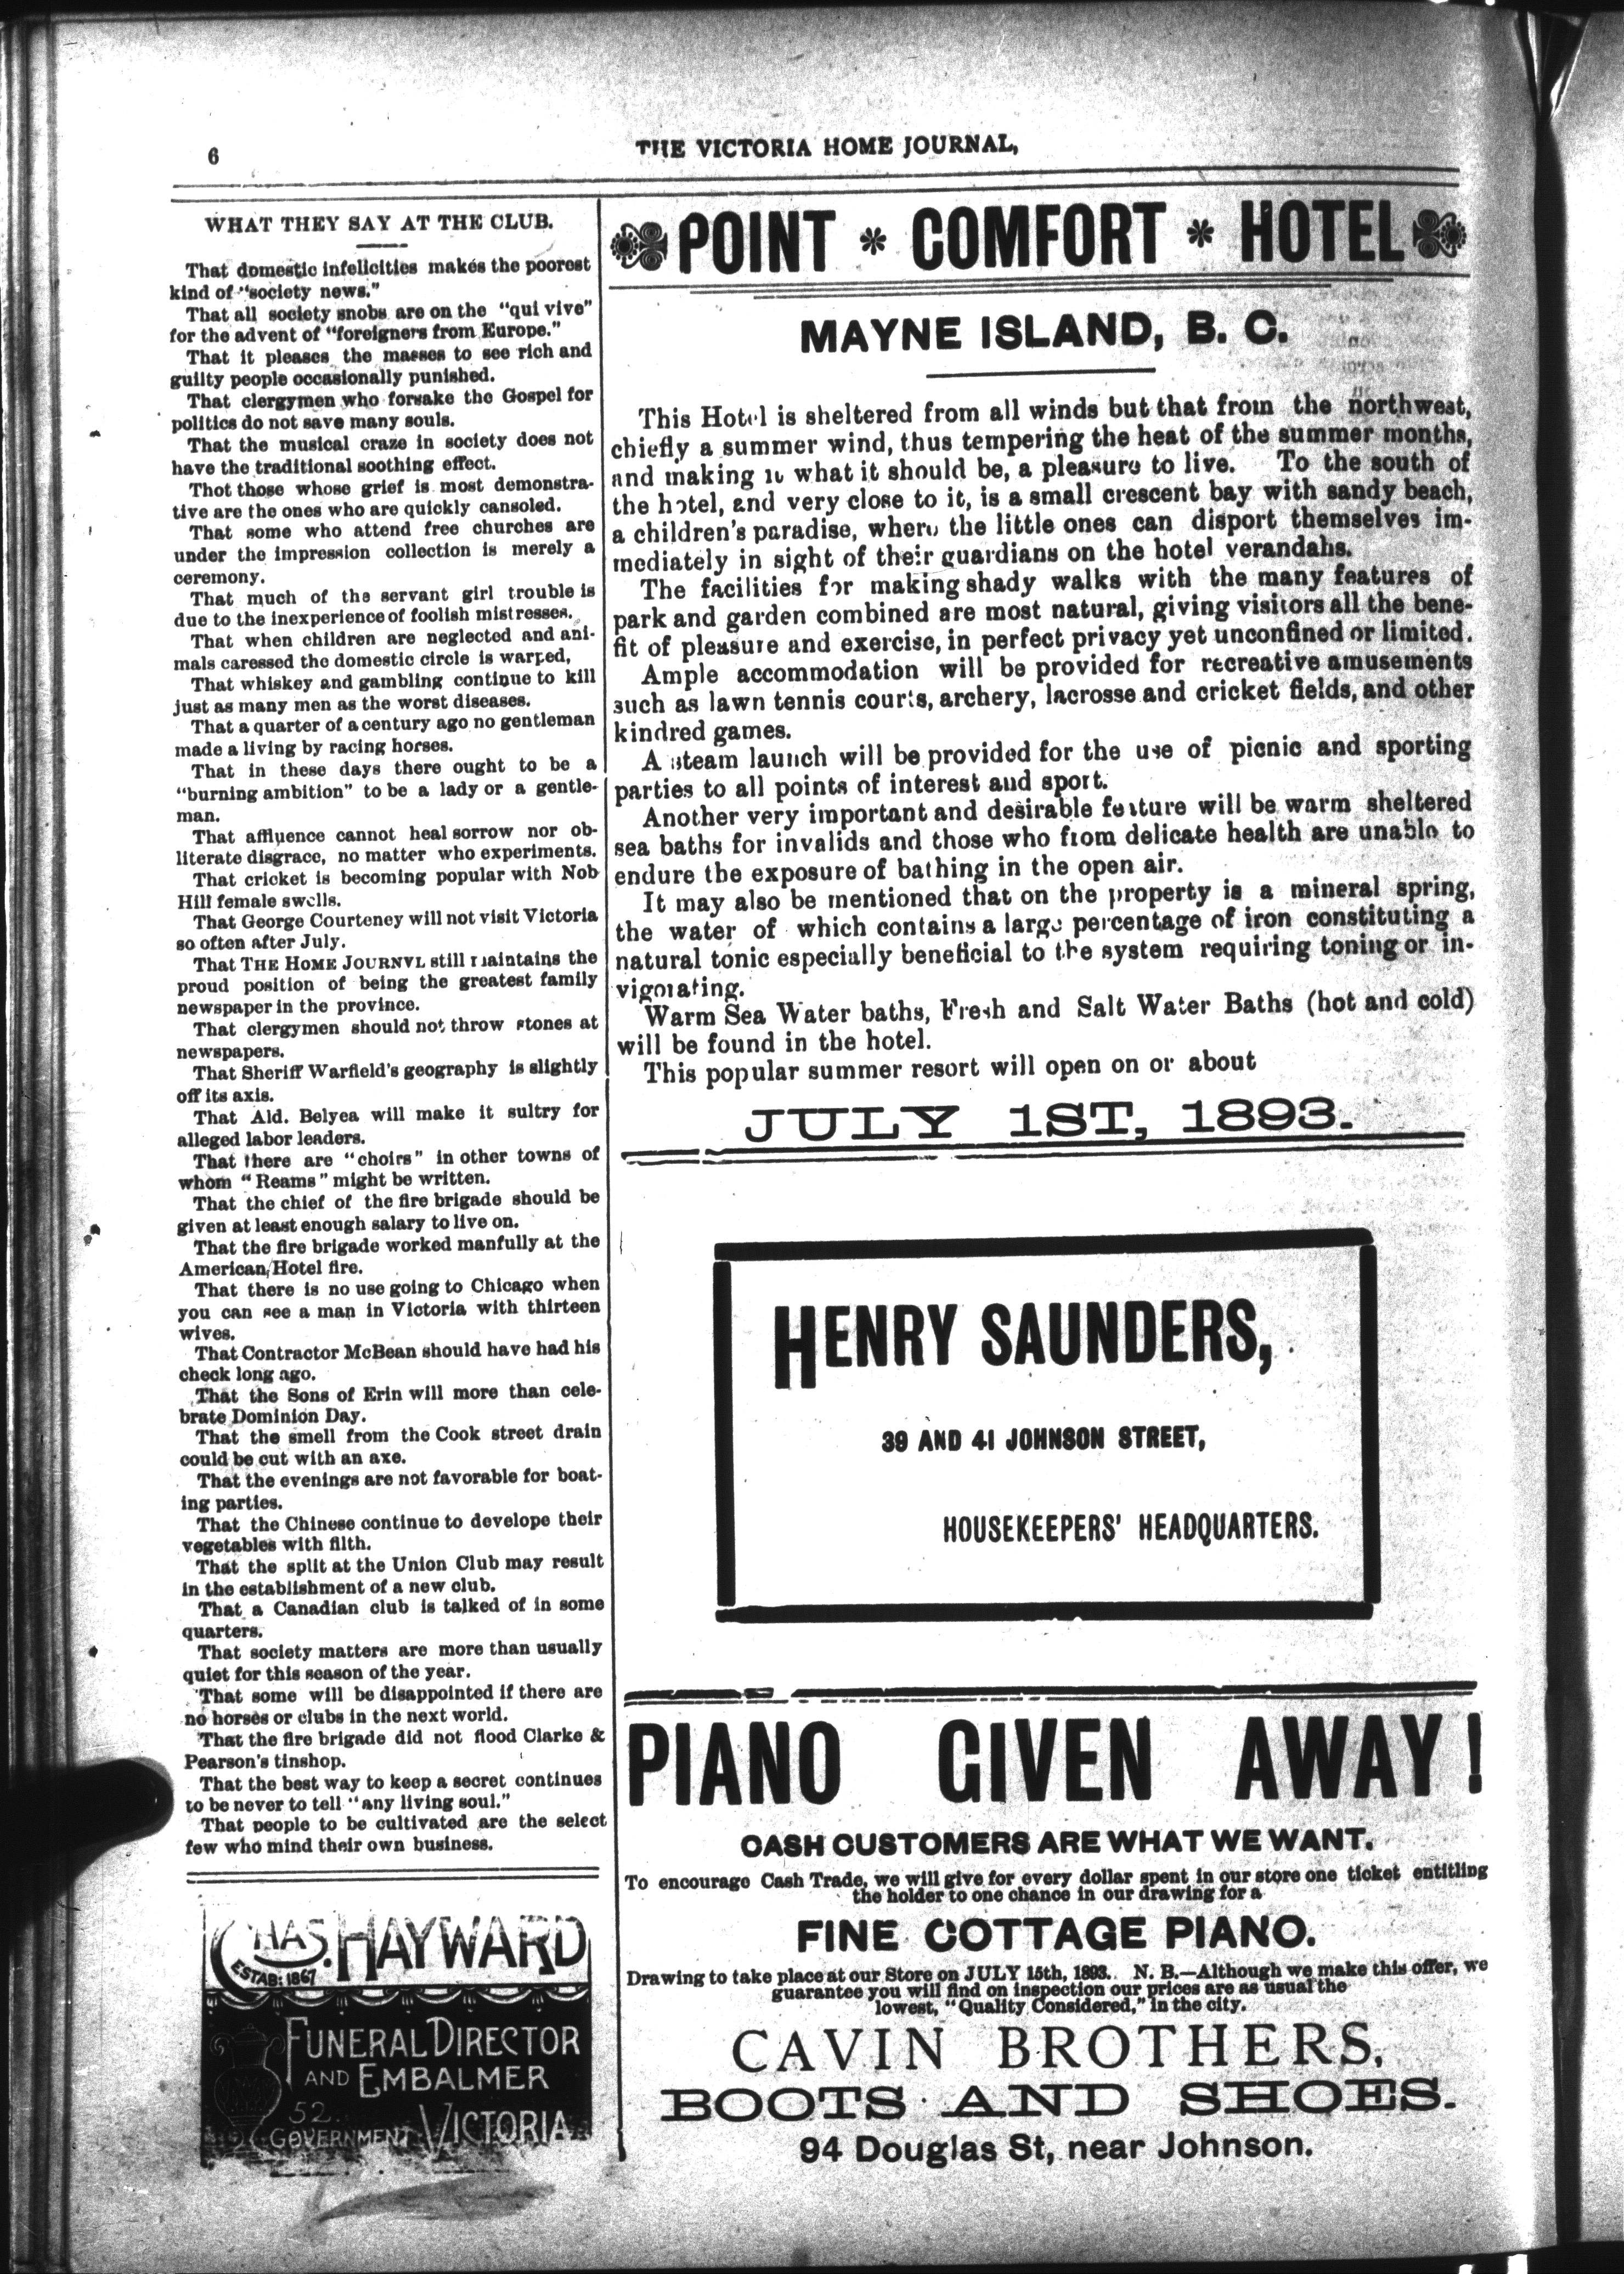 6
THE VICTORIA HOME JOURNAL,
WHAT THEY SAY AT THE CLUB.
That domestic infelicities makes the poorest
kind of "society news."
That all society snobs are on the "qui vive"
for the advent of "foreigners from Europe."
That it pleases the masses to see rich and
guilty people occasionally punished.
That clergymen who forsake the Gospel for
politics do not save many souls.
That the musical craze in society does not
have the traditional soothing effect.
Thot those whose grief is most demonstra-
tive are the ones who are quickly cansoled.
That some who attend free churches are
under the impression collection is merely a
ceremony.
That much of the servant girl trouble is
due to the inexperience of foolish mistresses.
That when children are neglected and ani-
mals caressed the domestic circle is warped,
That whiskey and gambling continue to kill
just as many men as the worst diseases.
That a quarter of a century ago no gentleman
made a living by racing horses.
That in these days there ought to be a
"burning ambition" to be a lady or a gentle-
man.
That affluence cannot heal sorrow nor ob-
literate disgrace, no matter who experiments.
That cricket is becoming popular with Nob
Hill female swells.
That George Courteney will not visit Victoria
so often after July.
That THE HOME JOURNVL still maintains the
proud position of being the greatest family
newspaper in the province.
That clergymen should not throw stones at
newspapers.
That Sheriff Warfield's geography is slightly
off its axis.
That Ald. Belyea will make it sultry for
alleged labor leaders.
That there are "choirs" in other towns of
whom "Reams" might be written.
That the chief of the fire brigade should be
given at least enough salary to live on.
That the fire brigade worked manfully at the
American Hotel fire.
That there is no use going to Chicago when
you can see a man in Victoria with thirteen
wives.
That Contractor McBean should have had his
check long ago.
That the Sons of Erin will more than cele-
brate Dominion Day.
That the smell from the Cook street drain
could be cut with an axe.
That the evenings are not favorable for boat-
ing parties.
That the Chinese continue to develope their
vegetables with filth.
That the split at the Union Club may result
in the establishment of a new club.
That a Canadian club is talked of in some
quarters.
That society matters are more than usually
quiet for this season of the year.
That some will be disappointed if there are
no horses or clubs in the next world.
That the fire brigade did not flood Clarke &
Pearson's tinshop.
That the best way to keep a secret continues
to be never to tell "any living soul."
That people to be cultivated are the select
few who mind their own business.
CHAS. HAYWARD
ESTAB: 1867
FUNERAL DIRECTOR
AND EMBALMER
52.
GOVERNMENT VICTORIA
POINT * COMFORT * HOTEL
MAYNE ISLAND, B. C.
This Hotel is sheltered from all winds but that from the northwest,
chiefly a summer wind, thus tempering the heat of the summer months,
and making it what it should be, a pleasure to live. To the south of
the hotel, and very close to it, is a small crescent bay with sandy beach,
a children's paradise, where the little ones can disport themselves im-
mediately in sight of their guardians on the hotel verandahs.
The facilities for making shady walks with the many features of
park and garden combined are most natural, giving visitors all the bene-
fit of pleasure and exercise, in perfect privacy yet unconfined or limited.
Ample accommodation will be provided for recreative amusements
such as lawn tennis courts, archery, lacrosse and cricket fields, and other
kindred games.
A steam launch will be provided for the use of picnic and sporting
parties to all points of interest and sport.
Another very important and desirable feature will be warm sheltered
sea baths for invalids and those who from delicate health are unable to
endure the exposure of bathing in the open air.
It may also be mentioned that on the property is a mineral spring,
the water of which contains a large percentage of iron constituting a
natural tonic especially beneficial to the system requiring toning or in-
vigorating.
Warm Sea Water baths, Fresh and Salt Water Baths (hot and cold)
will be found in the hotel.
This popular summer resort will open on or about
JULY 1ST, 1893.
HENRY SAUNDERS,
39 AND 41 JOHNSON STREET,
HOUSEKEEPERS' HEADQUARTERS.
PIANO GIVEN AWAY!
CASH CUSTOMERS ARE WHAT WE WANT.
To encourage Cash Trade, we will give for every dollar spent in our store one ticket entitling
the holder to one chance in our drawing for a
FINE COTTAGE PIANO.
Drawing to take place at our Store on JULY 15th, 1893. N. B.—Although we make this offer, we
guarantee you will find on inspection our prices are as usual the
lowest, "Quality Considered," in the city.
CAVIN BROTHERS,
BOOTS AND SHOES.
94 Douglas St, near Johnson.